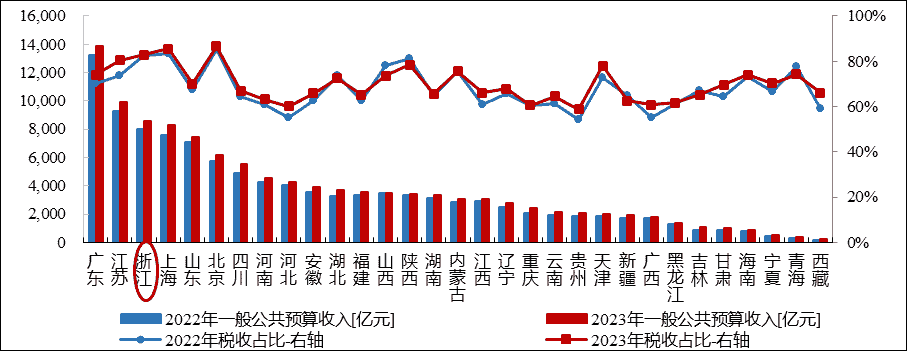 16,000
14,000
12,000
10,000
8,000
6,000
4,000
2,000
0
100%
80%
60%
40%
20%
0%
广东
江苏
浙江
上海
山东
北京
四川
河南
河北
安徽
湖北
福建
山西
陕西
湖南
内蒙古
江西
辽宁
重庆
云南
贵州
天津
新疆
广西
黑龙江
吉林
甘肃
海南
宁夏
青海
西藏
2022年一般公共预算收入[亿元]
2023年一般公共预算收入[亿元]
2022年税收占比-右轴
2023年税收占比-右轴